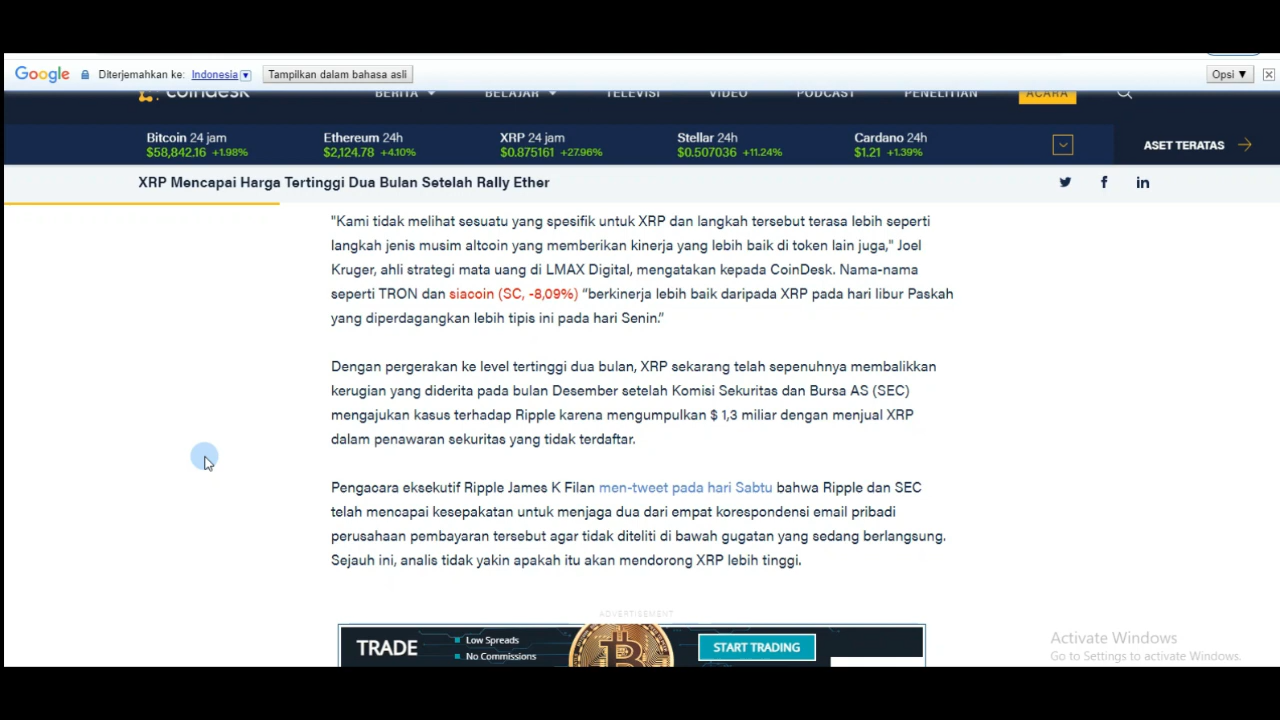 Google Diterjemahkan ke: Indonesia ▼ Tampilkan dalam bahasa asli Opsi ▼
coindesk BERITA BELAJAR TELEVISI VIDEO PODCAST PENELITIAN ACARA
Bitcoin 24 jam Ethereum 24h XRP 24 jam Stellar 24h Cardano 24h
$58,842.16 +1.98% $2,124.78 +4.10% $0.875161 +27.96% $0.507036 +11.24% $1.21 +1.39% ASET TERATAS
XRP Mencapai Harga Tertinggi Dua Bulan Setelah Rally Ether
"Kami tidak melihat sesuatu yang spesifik untuk XRP dan langkah tersebut terasa lebih seperti
langkah jenis musim altcoin yang memberikan kinerja yang lebih baik di token lain juga," Joel
Kruger, ahli strategi mata uang di LMAX Digital, mengatakan kepada CoinDesk. Nama-nama
seperti TRON dan siacoin (SC, -8,09%) “berkinerja lebih baik daripada XRP pada hari libur Paskah
yang diperdagangkan lebih tipis ini pada hari Senin.”
Dengan pergerakan ke level tertinggi dua bulan, XRP sekarang telah sepenuhnya membalikkan
kerugian yang diderita pada bulan Desember setelah Komisi Sekuritas dan Bursa AS (SEC)
mengajukan kasus terhadap Ripple karena mengumpulkan $ 1,3 miliar dengan menjual XRP
dalam penawaran sekuritas yang tidak terdaftar.
Pengacara eksekutif Ripple James K Filan men-tweet pada hari Sabtu bahwa Ripple dan SEC
telah mencapai kesepakatan untuk menjaga dua dari empat korespondensi email pribadi
perusahaan pembayaran tersebut agar tidak diteliti di bawah gugatan yang sedang berlangsung.
Sejauh ini, analis tidak yakin apakah itu akan mendorong XRP lebih tinggi.
ADVERTISEMENT
TRADE Low Spreads START TRADING
No Commissions
Activate Windows
Go to Settings to activate Windows.